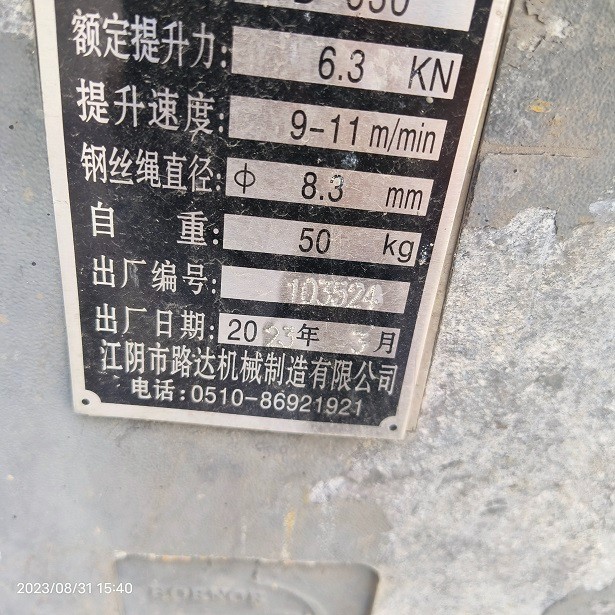 额定提升力: 6.3 KN
提升速度: 9-11 m/min
钢丝绳直径: ф 8.3 mm
自 重: 50 kg
出厂编号: 103524
出厂日期: 2023年 3月
江阴市路达机械制造有限公司
电话:0510-86921921
2023/08/31 15:40